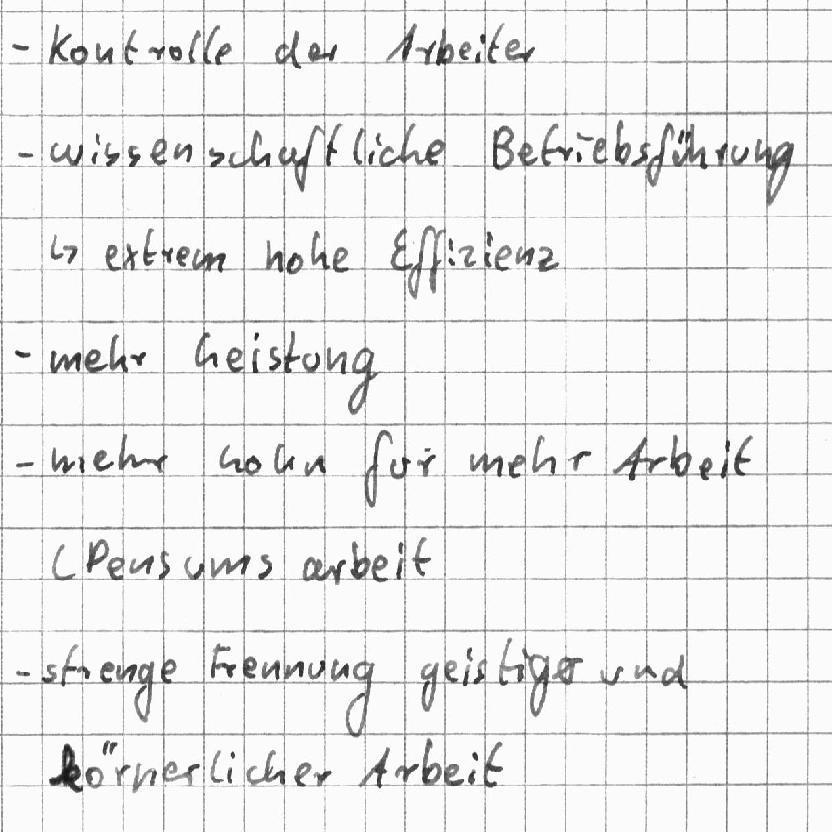 - Kontrolle der Arbeiter
- wissenschaftliche Betriebsführung
↳ extrem hohe Effizienz
- mehr Leistung
- mehr Lohn für mehr Arbeit
(Pensumsarbeit
- strenge Trennung geistiger und
körperlicher Arbeit